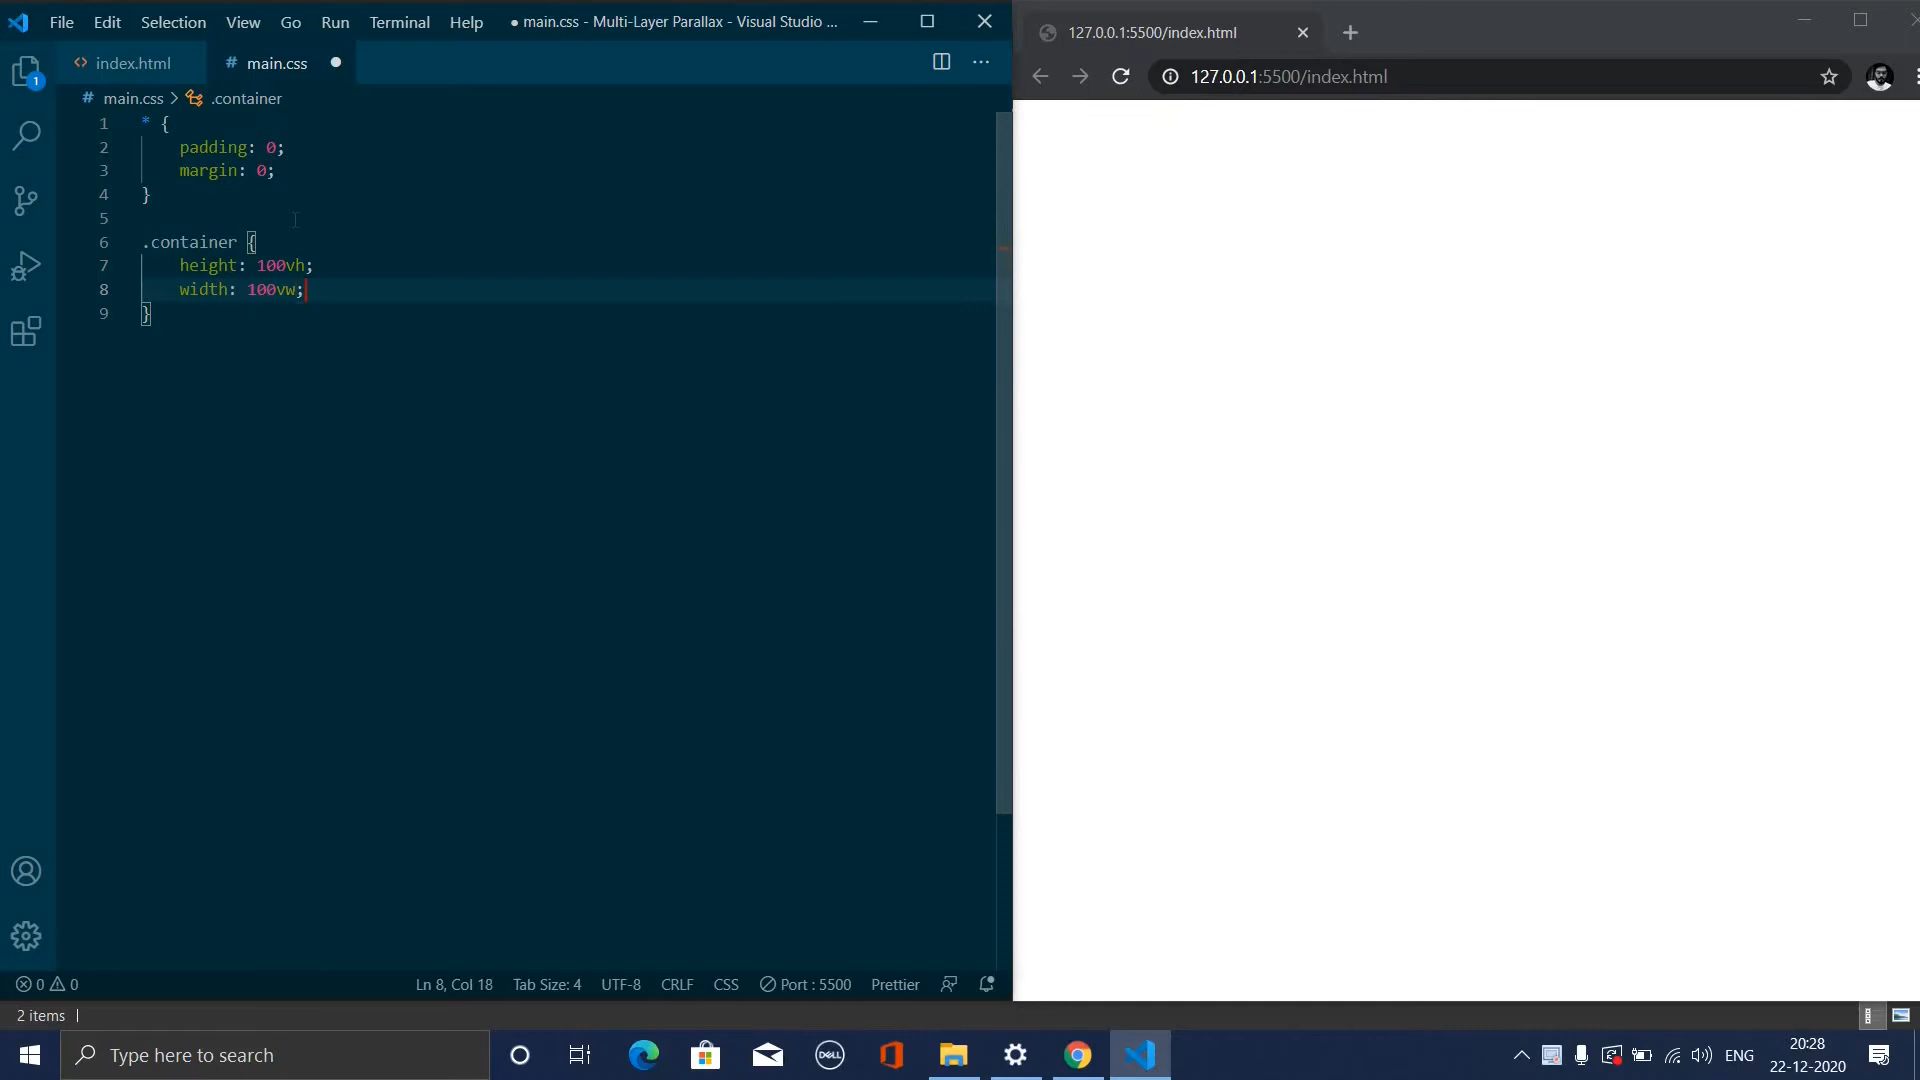 File Edit Selection View Go Run Terminal Help ● main.css - Multi-Layer Parallax - Visual Studio ...
index.html # main.css
# main.css > .container
1 * {
2 padding: 0;
3 margin: 0;
4 }
5
6 .container {
7 height: 100vh;
8 width: 100vw;
9 }
1
0 0 Ln 8, Col 18 Tab Size: 4 UTF-8 CRLF CSS Port : 5500 Prettier
127.0.0.1:5500/index.html
127.0.0.1:5500/index.html
2 items
Type here to search
DELL
ENG
20:28
22-12-2020